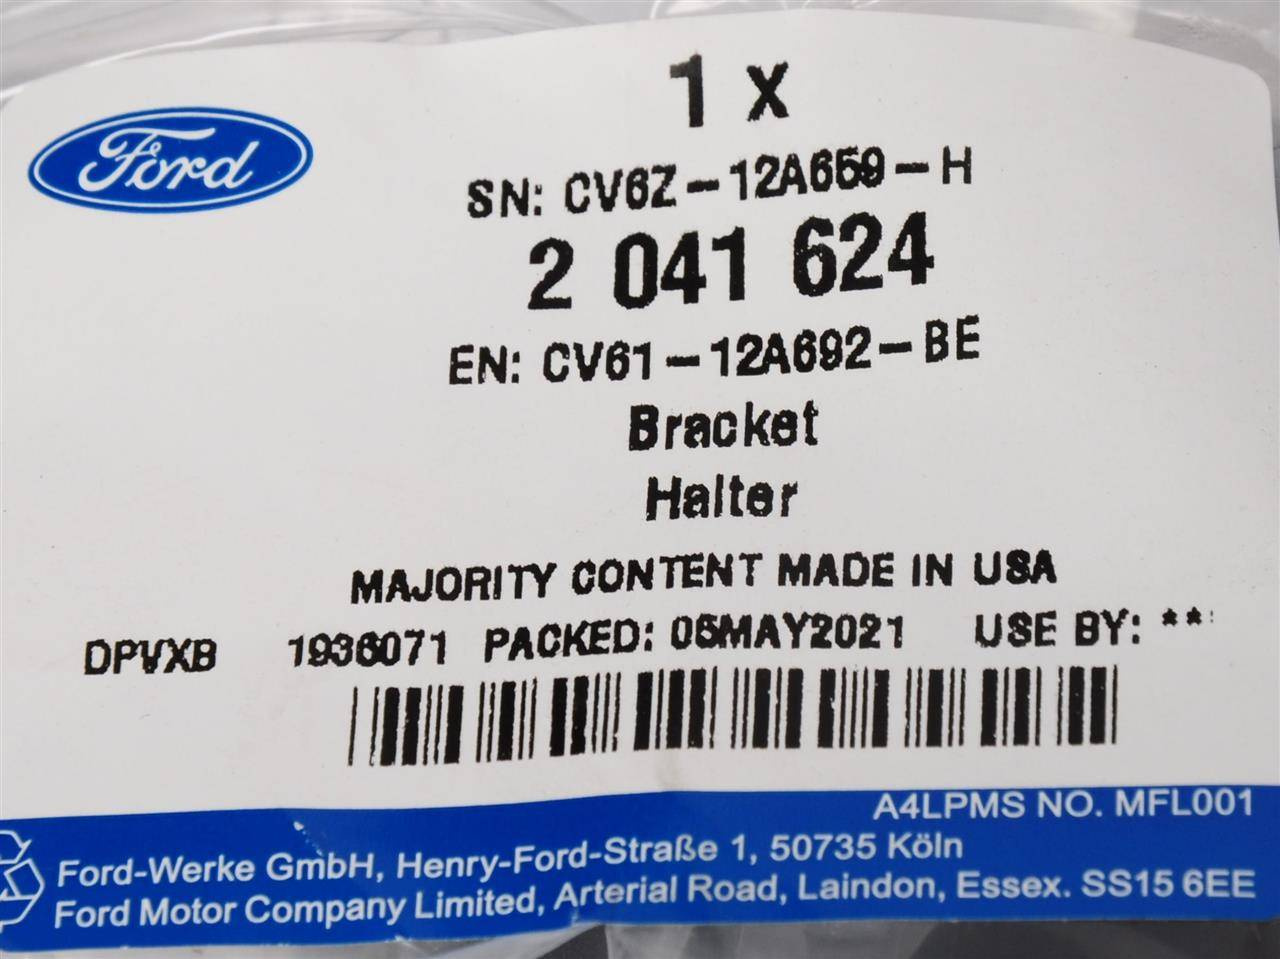 1 x
Ford
SN: CV6Z-12A659-H
2 041 624
EN: CV61-12A692-BE
Bracket
Halter
MAJORITY CONTENT MADE IN USA
DPVXB 1936071 PACKED: 05MAY2021 USE BY: **
A4LPMS NO. MFL001
Ford-Werke GmbH, Henry-Ford-Straße 1, 50735 Köln
Ford Motor Company Limited, Arterial Road, Laindon, Essex. SS15 6EE